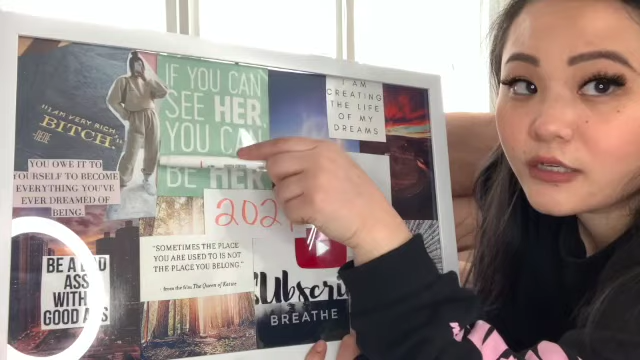 "I AM VERY RICH,
BITCH."
YOU OWE IT TO
YOURSELF TO BECOME
EVERYTHING YOU'VE
EVER DREAMED OF
BEING
IF YOU CAN
SEE HER,
YOU CAN
BE HER
I AM
CREATING
THE LIFE
OF MY
DREAMS
202
"SOMETIMES THE PLACE
YOU ARE USED TO IS NOT
THE PLACE YOU BELONG."
from the film The Queen of Katwe
BE A
ASS
WITH
GOOD
BREATHE